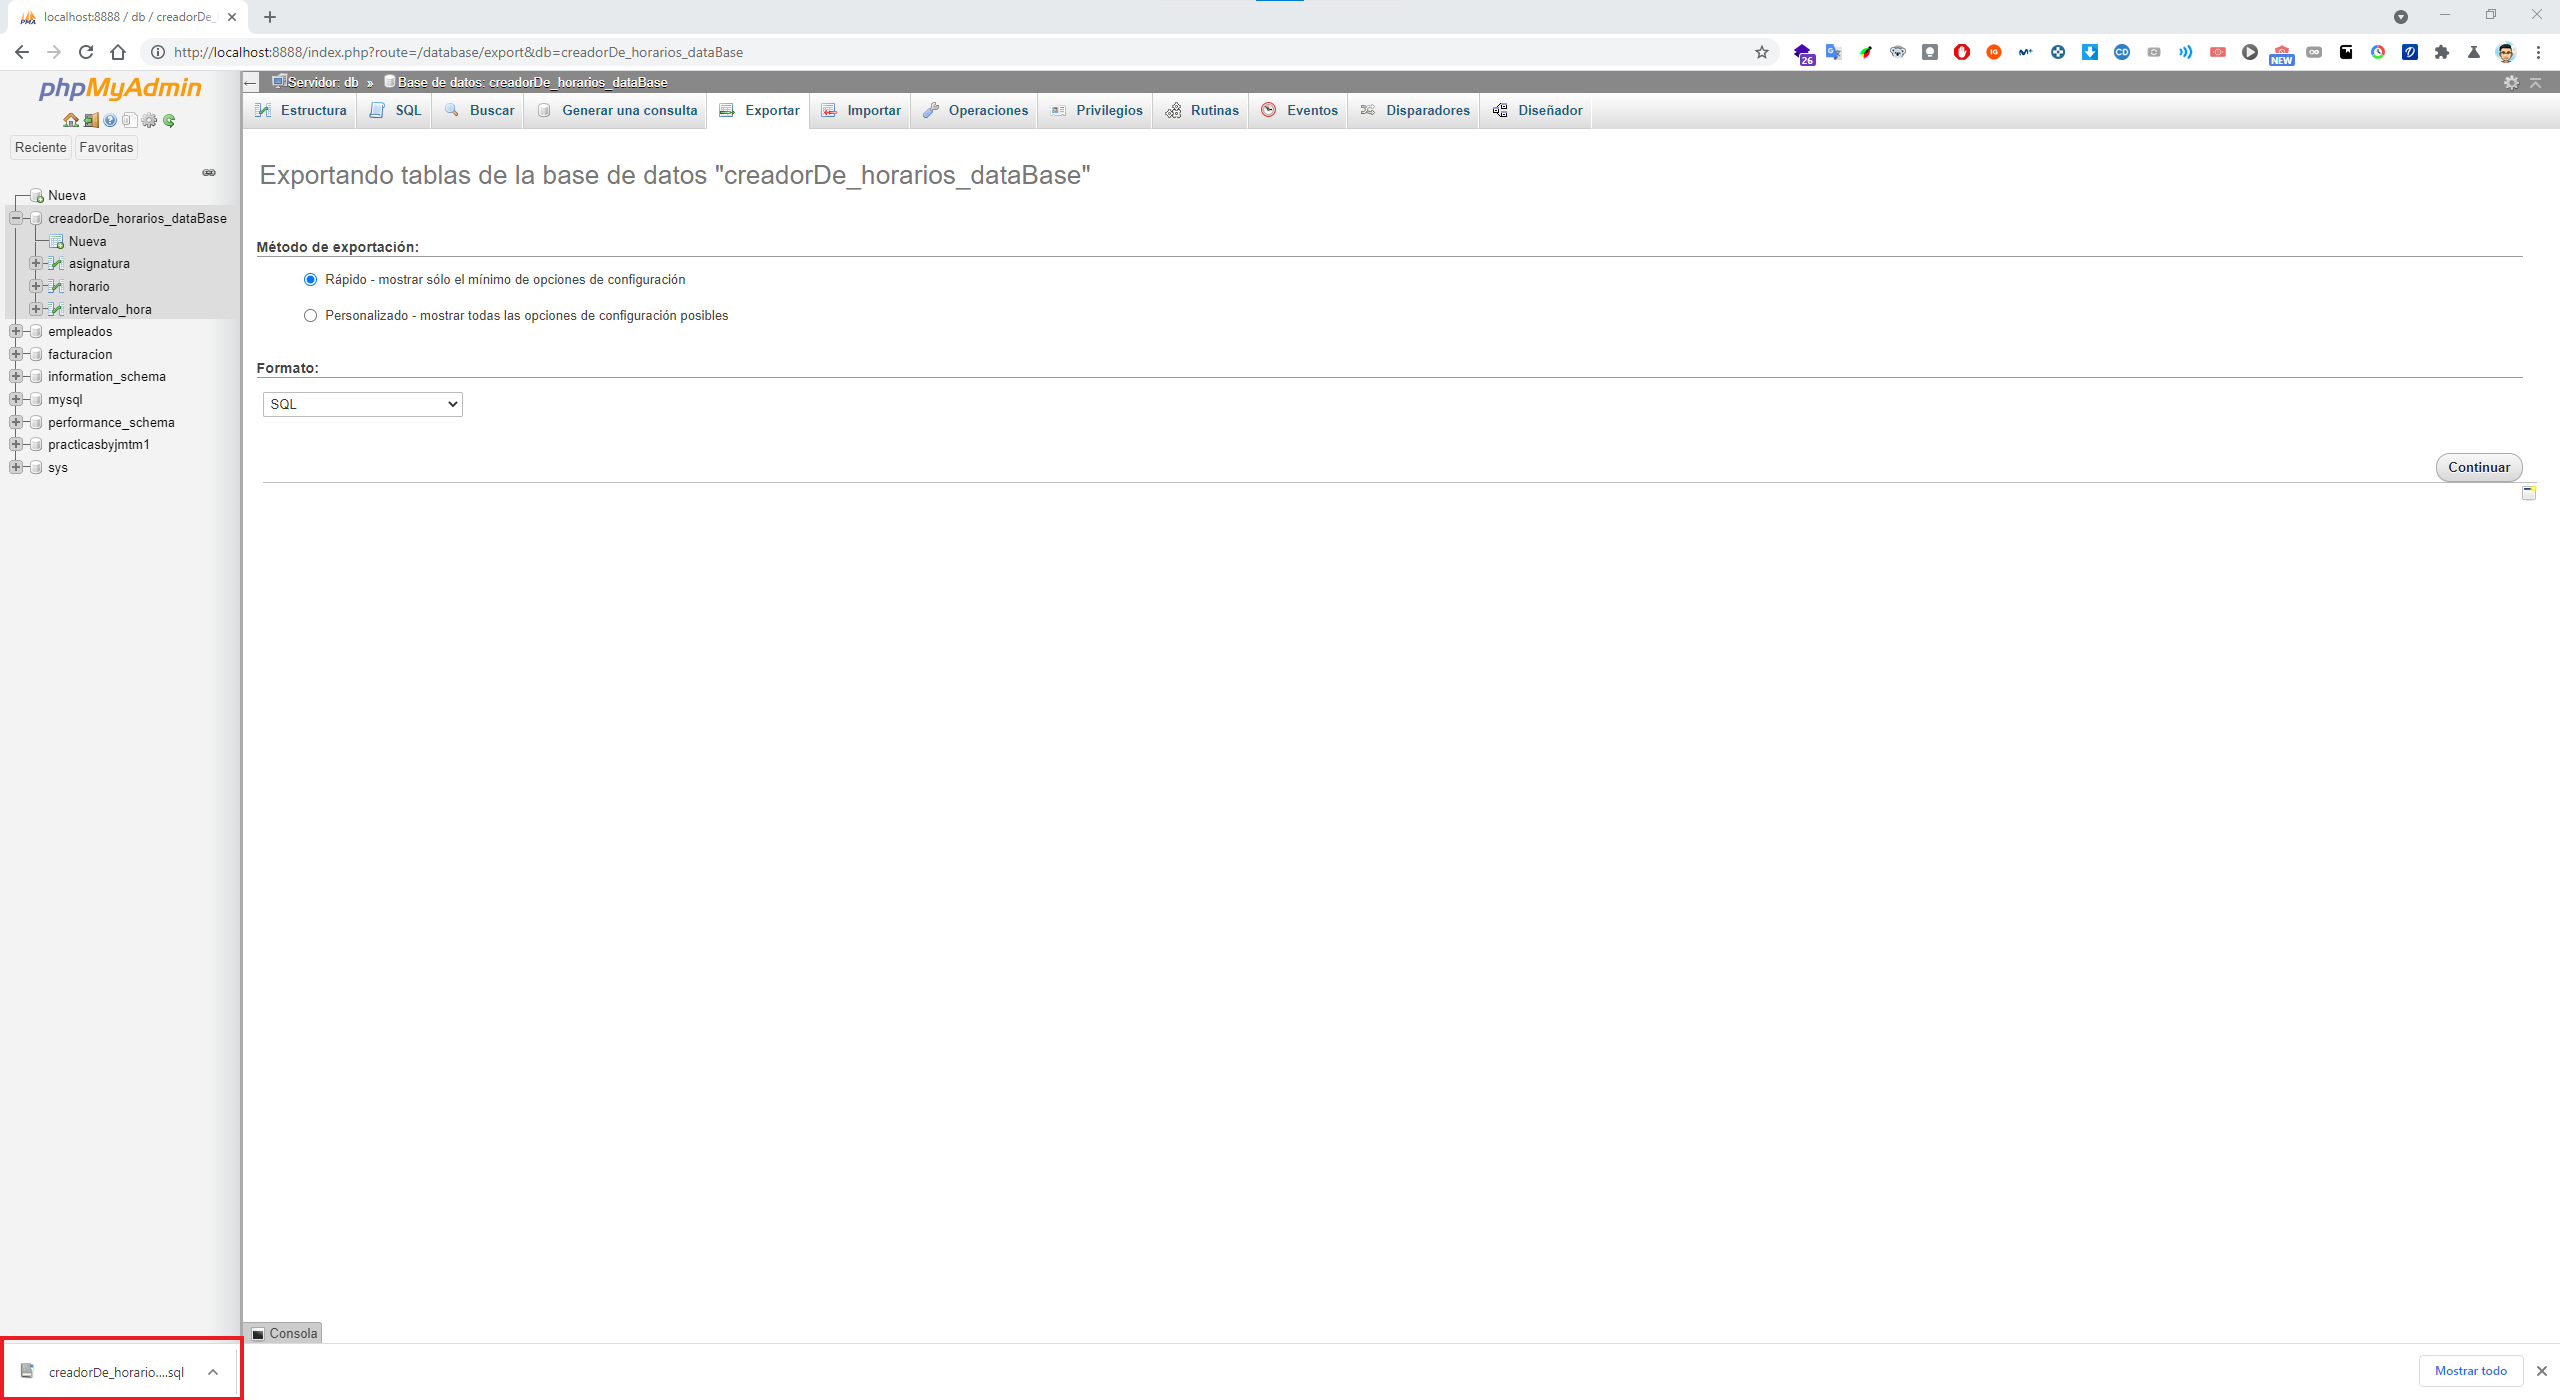 localhost:8888 / db / creadorDe_
http://localhost:8888/index.php?route=/database/export&db=creadorDe_horarios_dataBase
26
NEW
phpMyAdmin
Servidor: db » Base de datos: creadorDe_horarios_dataBase
Estructura SQL Buscar Generar una consulta Exportar Importar Operaciones Privilegios Rutinas Eventos Disparadores Diseñador
Reciente Favoritas
Nueva
creadorDe_horarios_dataBase
Nueva
asignatura
horario
intervalo_hora
empleados
facturacion
information_schema
mysql
performance_schema
practicasbyjmtm1
sys
Exportando tablas de la base de datos "creadorDe_horarios_dataBase"
Método de exportación:
Rápido - mostrar sólo el mínimo de opciones de configuración
Personalizado - mostrar todas las opciones de configuración posibles
Formato:
SQL
Continuar
Consola
creadorDe_horario....sql
Mostrar todo